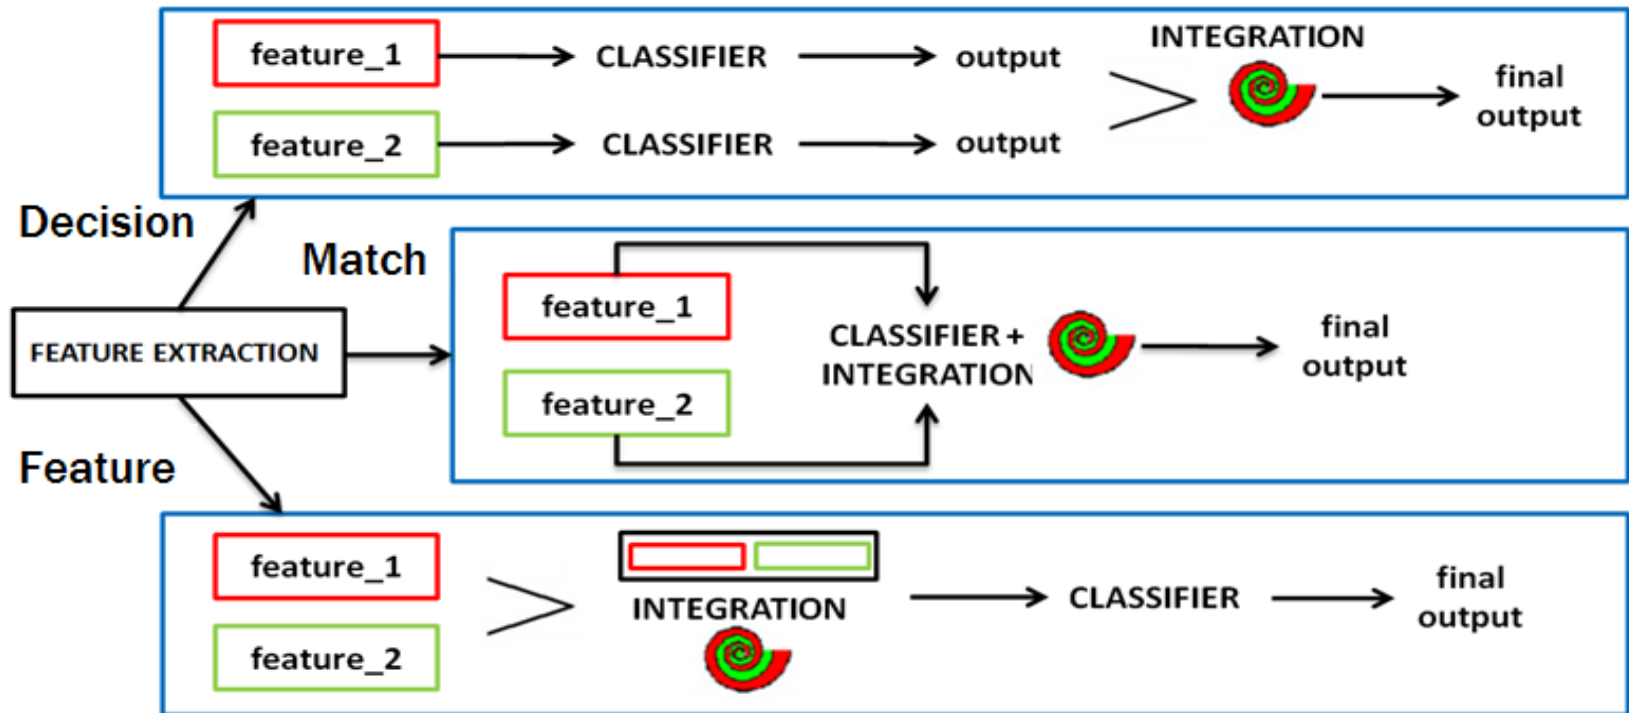 feature_1
CLASSIFIER
output
INTEGRATION
final
output
feature_2
CLASSIFIER
output
Decision
Match
feature_1
CLASSIFIER +
INTEGRATION
final
output
feature_2
FEATURE EXTRACTION
Feature
feature_1
INTEGRATION
CLASSIFIER
final
output
feature_2